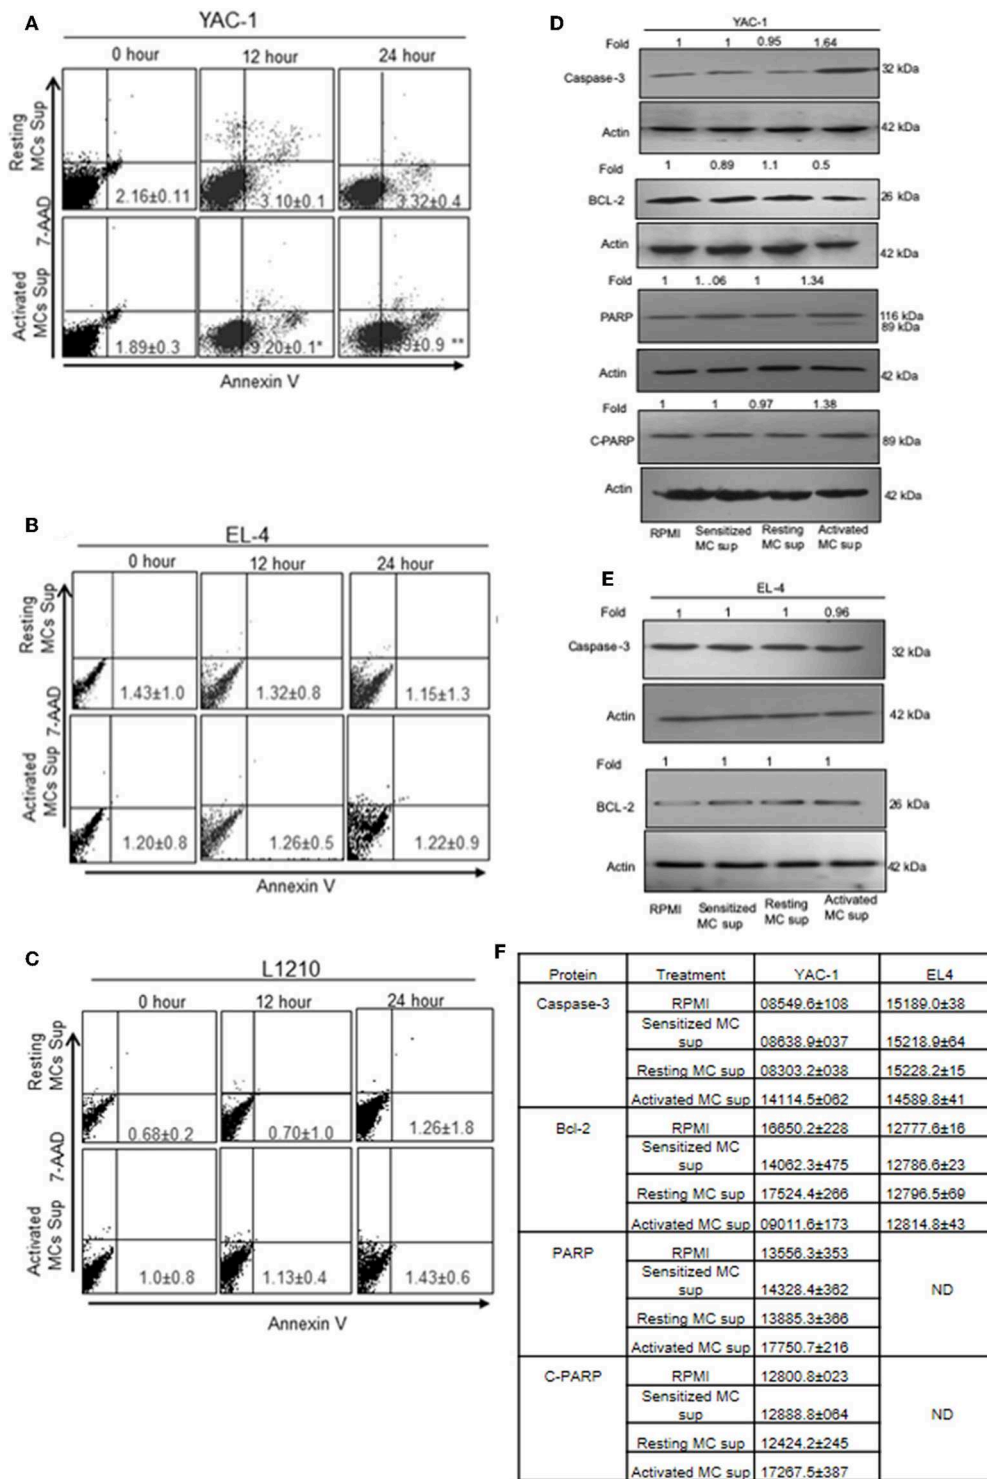 A
YAC-1
0 hour 12 hour 24 hour
Resting
MCs Sup
2.16±0.11 3.10±0.1 3.32±0.4
7-AAD
Activated
MCs Sup
1.89±0.3 9.20±0.1* 9±0.9 **
Annexin V
B
EL-4
0 hour 12 hour 24 hour
Resting
MCs Sup
1.43±1.0 1.32±0.8 1.15±1.3
7-AAD
Activated
MCs Sup
1.20±0.8 1.26±0.5 1.22±0.9
Annexin V
C
L1210
0 hour 12 hour 24 hour
Resting
MCs Sup
0.68±0.2 0.70±1.0 1.26±1.8
7-AAD
Activated
MCs Sup
1.0±0.8 1.13±0.4 1.43±0.6
Annexin V
D
YAC-1
Fold 1 1 0.95 1.64
Caspase-3 32 kDa
Actin 42 kDa
Fold 1 0.89 1.1 0.5
BCL-2 26 kDa
Actin 42 kDa
Fold 1 1..06 1 1.34
PARP 116 kDa
89 kDa
Actin 42 kDa
Fold 1 1 0.97 1.38
C-PARP 89 kDa
Actin 42 kDa
RPMI Sensitized MC sup Resting MC sup Activated MC sup
E
EL-4
Fold 1 1 1 0.96
Caspase-3 32 kDa
Actin 42 kDa
Fold 1 1 1 1
BCL-2 26 kDa
Actin 42 kDa
RPMI Sensitized MC sup Resting MC sup Activated MC sup
F
Protein Treatment YAC-1 EL4
Caspase-3 RPMI 08549.6±108 15189.0±38
Sensitized MC sup 08638.9±037 15218.9±64
Resting MC sup 08303.2±038 15228.2±15
Activated MC sup 14114.5±062 14589.8±41
Bcl-2 RPMI 16650.2±228 12777.6±16
Sensitized MC sup 14062.3±475 12786.6±23
Resting MC sup 17524.4±266 12796.5±69
Activated MC sup 09011.6±173 12814.8±43
PARP RPMI 13556.3±353 ND
Sensitized MC sup 14328.4±362
Resting MC sup 13885.3±366
Activated MC sup 17750.7±216
C-PARP RPMI 12800.8±023 ND
Sensitized MC sup 12888.8±064
Resting MC sup 12424.2±245
Activated MC sup 17267.5±387